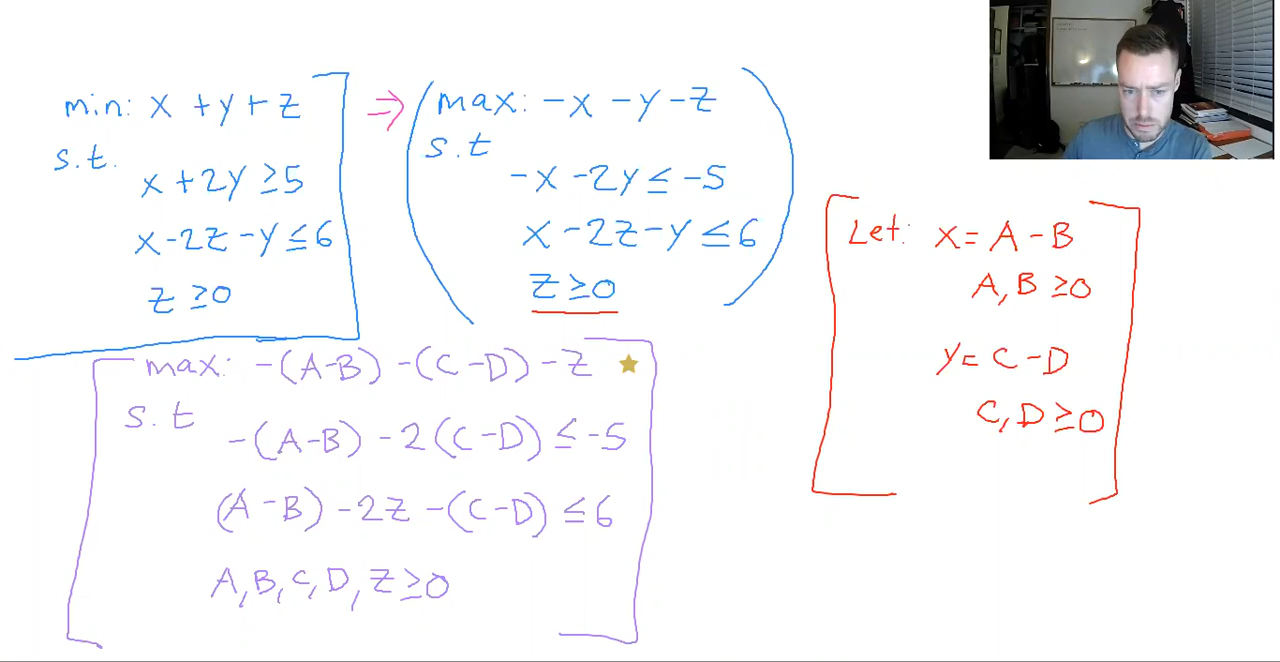 min: x + y + z
s.t.
x + 2y ≥ 5
x - 2z - y ≤ 6
z ≥ 0
⇒ max: -x - y - z
s.t
-x - 2y ≤ -5
x - 2z - y ≤ 6
z ≥ 0
Let: x = A - B
A, B ≥ 0
y = C - D
C, D ≥ 0
max: -(A-B) - (C-D) - z
s.t
-(A-B) - 2(C-D) ≤ -5
(A-B) - 2z - (C-D) ≤ 6
A, B, C, D, z ≥ 0